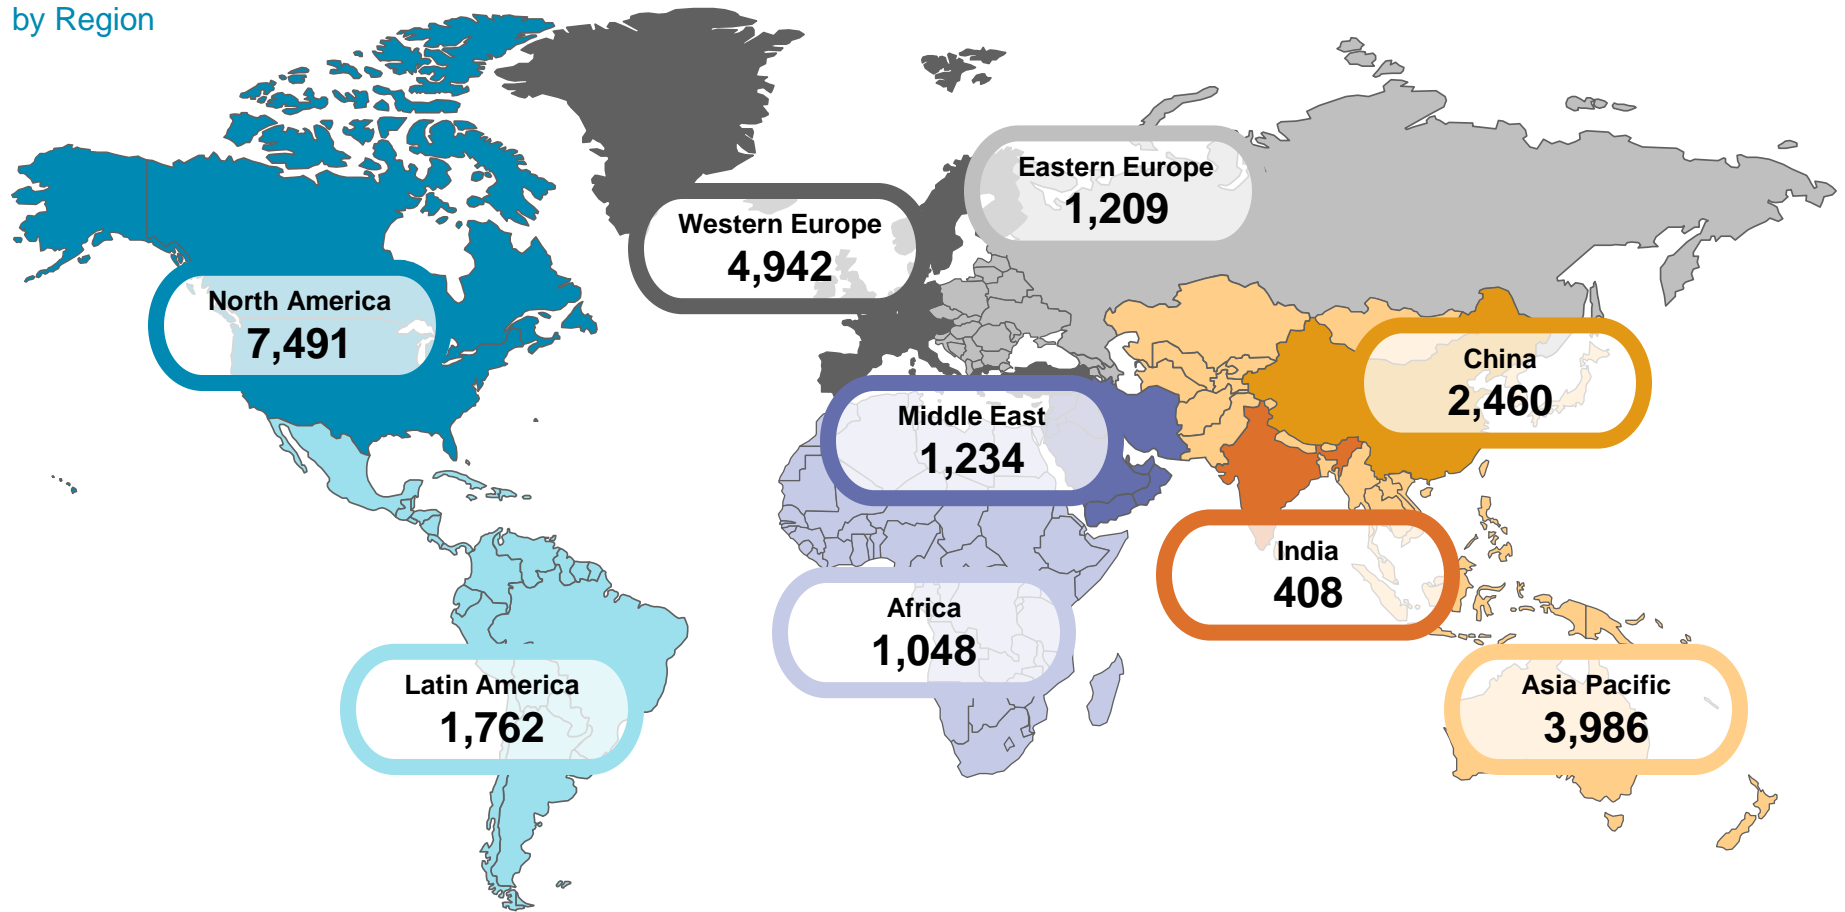 by Region
Eastern Europe
1,209
Western Europe
4,942
North America
7,491
China
2,460
Middle East
1,234
India
408
Africa
1,048
Latin America
1,762
Asia Pacific
3,986